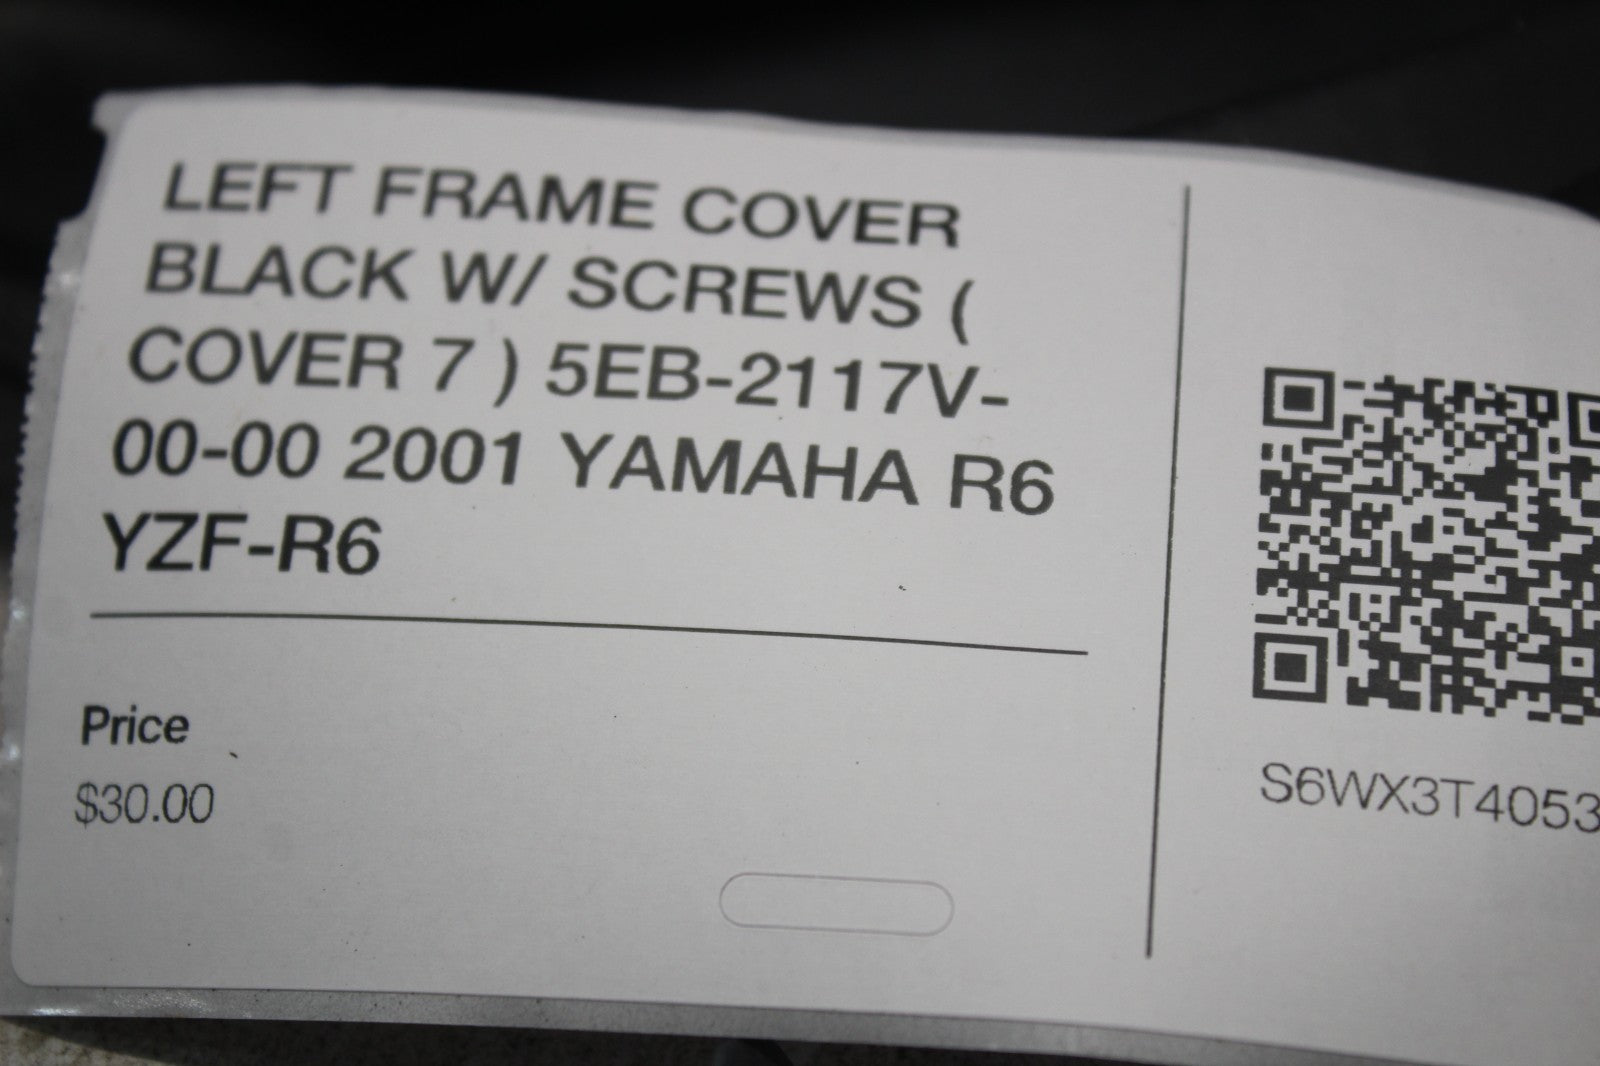 LEFT FRAME COVER
BLACK W/ SCREWS (
COVER 7 ) 5EB-2117V-
00-00 2001 YAMAHA R6
YZF-R6
Price
$30.00
S6WX3T4053